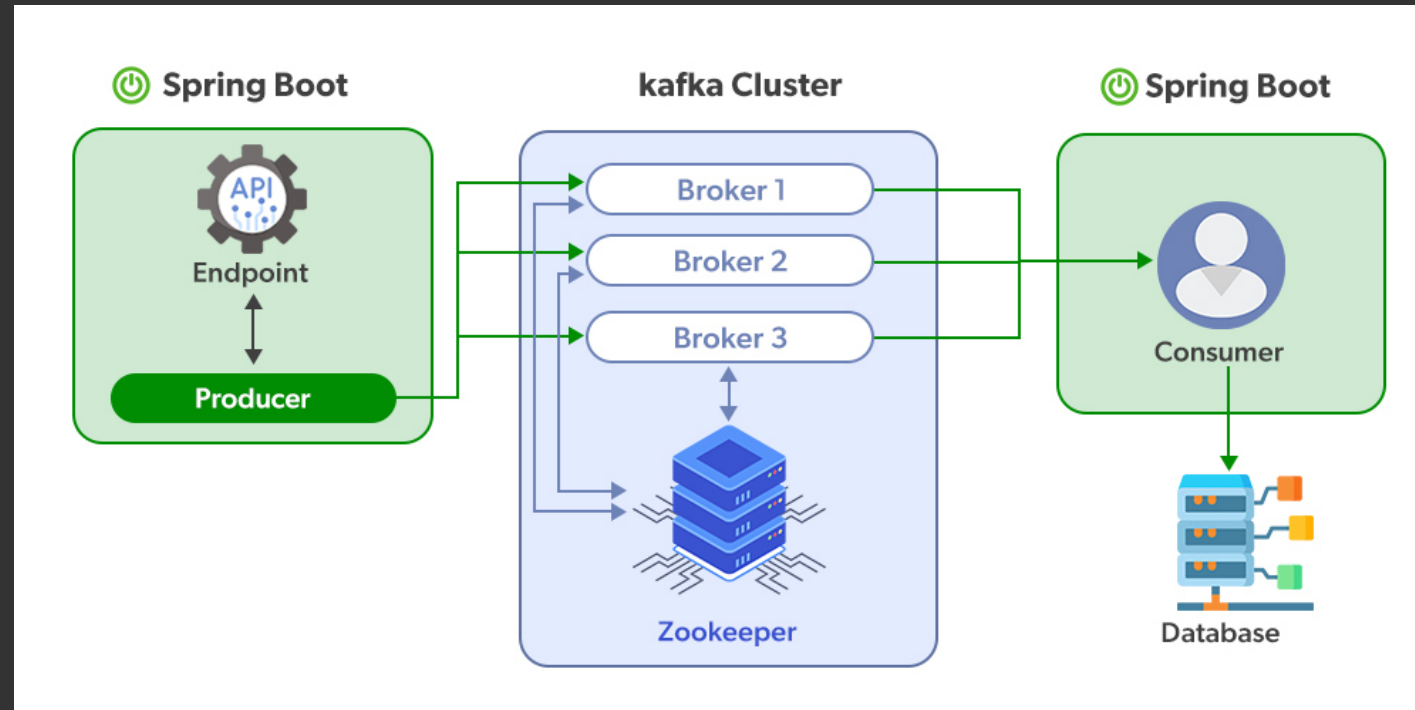 Spring Boot
kafka Cluster
Spring Boot
API
Endpoint
Producer
Broker 1
Broker 2
Broker 3
Zookeeper
Consumer
Database